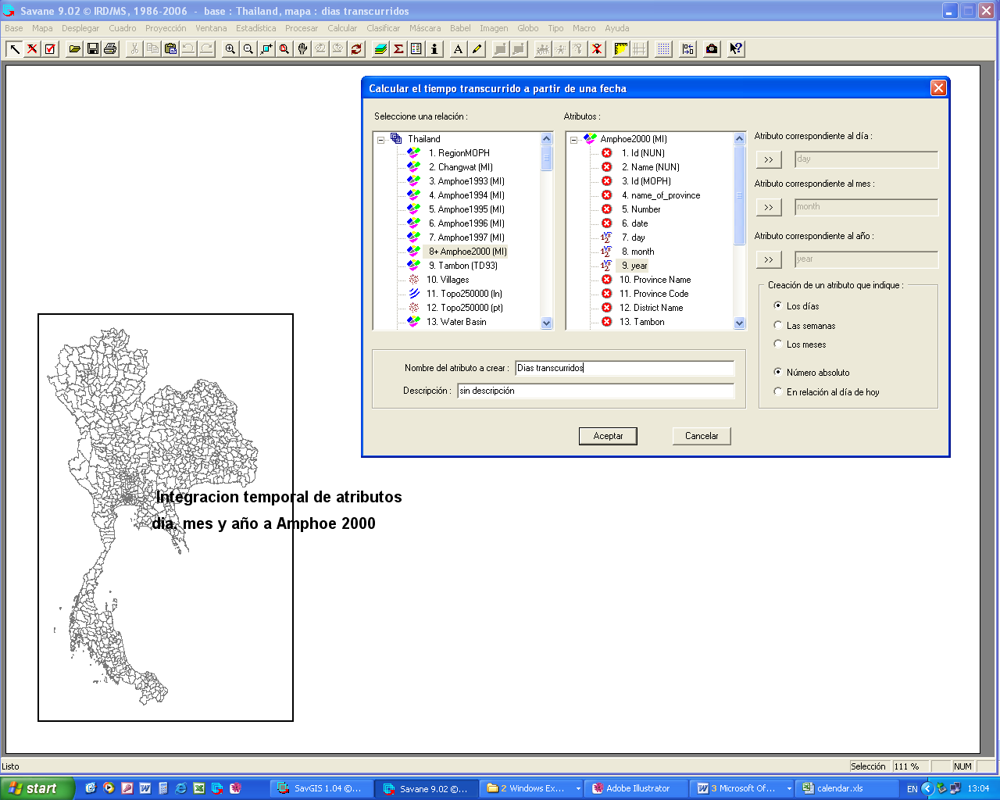 Savane 9.02 © IRD/MS, 1986-2006 - base : Thailand, mapa : dias transcurridos
Base Mapa Desplegar Cuadro Proyección Ventana Estadística Procesar Calcular Clasificar Máscara Babel Imagen Globo Tipo Macro Ayuda
Calcular el tiempo transcurrido a partir de una fecha
Seleccione una relación :
Thailand
1. RegionMOPH
2. Changwat (MI)
3. Amphoe1993 (MI)
4. Amphoe1994 (MI)
5. Amphoe1995 (MI)
6. Amphoe1996 (MI)
7. Amphoe1997 (MI)
8+ Amphoe2000 (MI)
9. Tambon (TD93)
10. Villages
11. Topo250000 (ln)
12. Topo250000 (pt)
13. Water Basin
Atributos :
Amphoe2000 (MI)
1. Id (NUN)
2. Name (NUN)
3. Id (MOPH)
4. name_of_province
5. Number
6. date
7. day
8. month
9. year
10. Province Name
11. Province Code
12. District Name
13. Tambon
Atributo correspondiente al día :
>> day
Atributo correspondiente al mes :
>> month
Atributo correspondiente al año :
>> year
Creación de un atributo que indique :
Los días
Las semanas
Los meses
Número absoluto
En relación al día de hoy
Nombre del atributo a crear : Dias transcurridos
Descripción : sin descripción
Aceptar Cancelar
Integracion temporal de atributos
dia, mes y año a Amphoe 2000
Listo
Selección 111 % NUM
start
SavGIS 1.04 ©...
Savane 9.02 ©...
2 Windows Ex...
Adobe Illustrator
3 Microsoft Of...
calendar.xls
EN
13:04